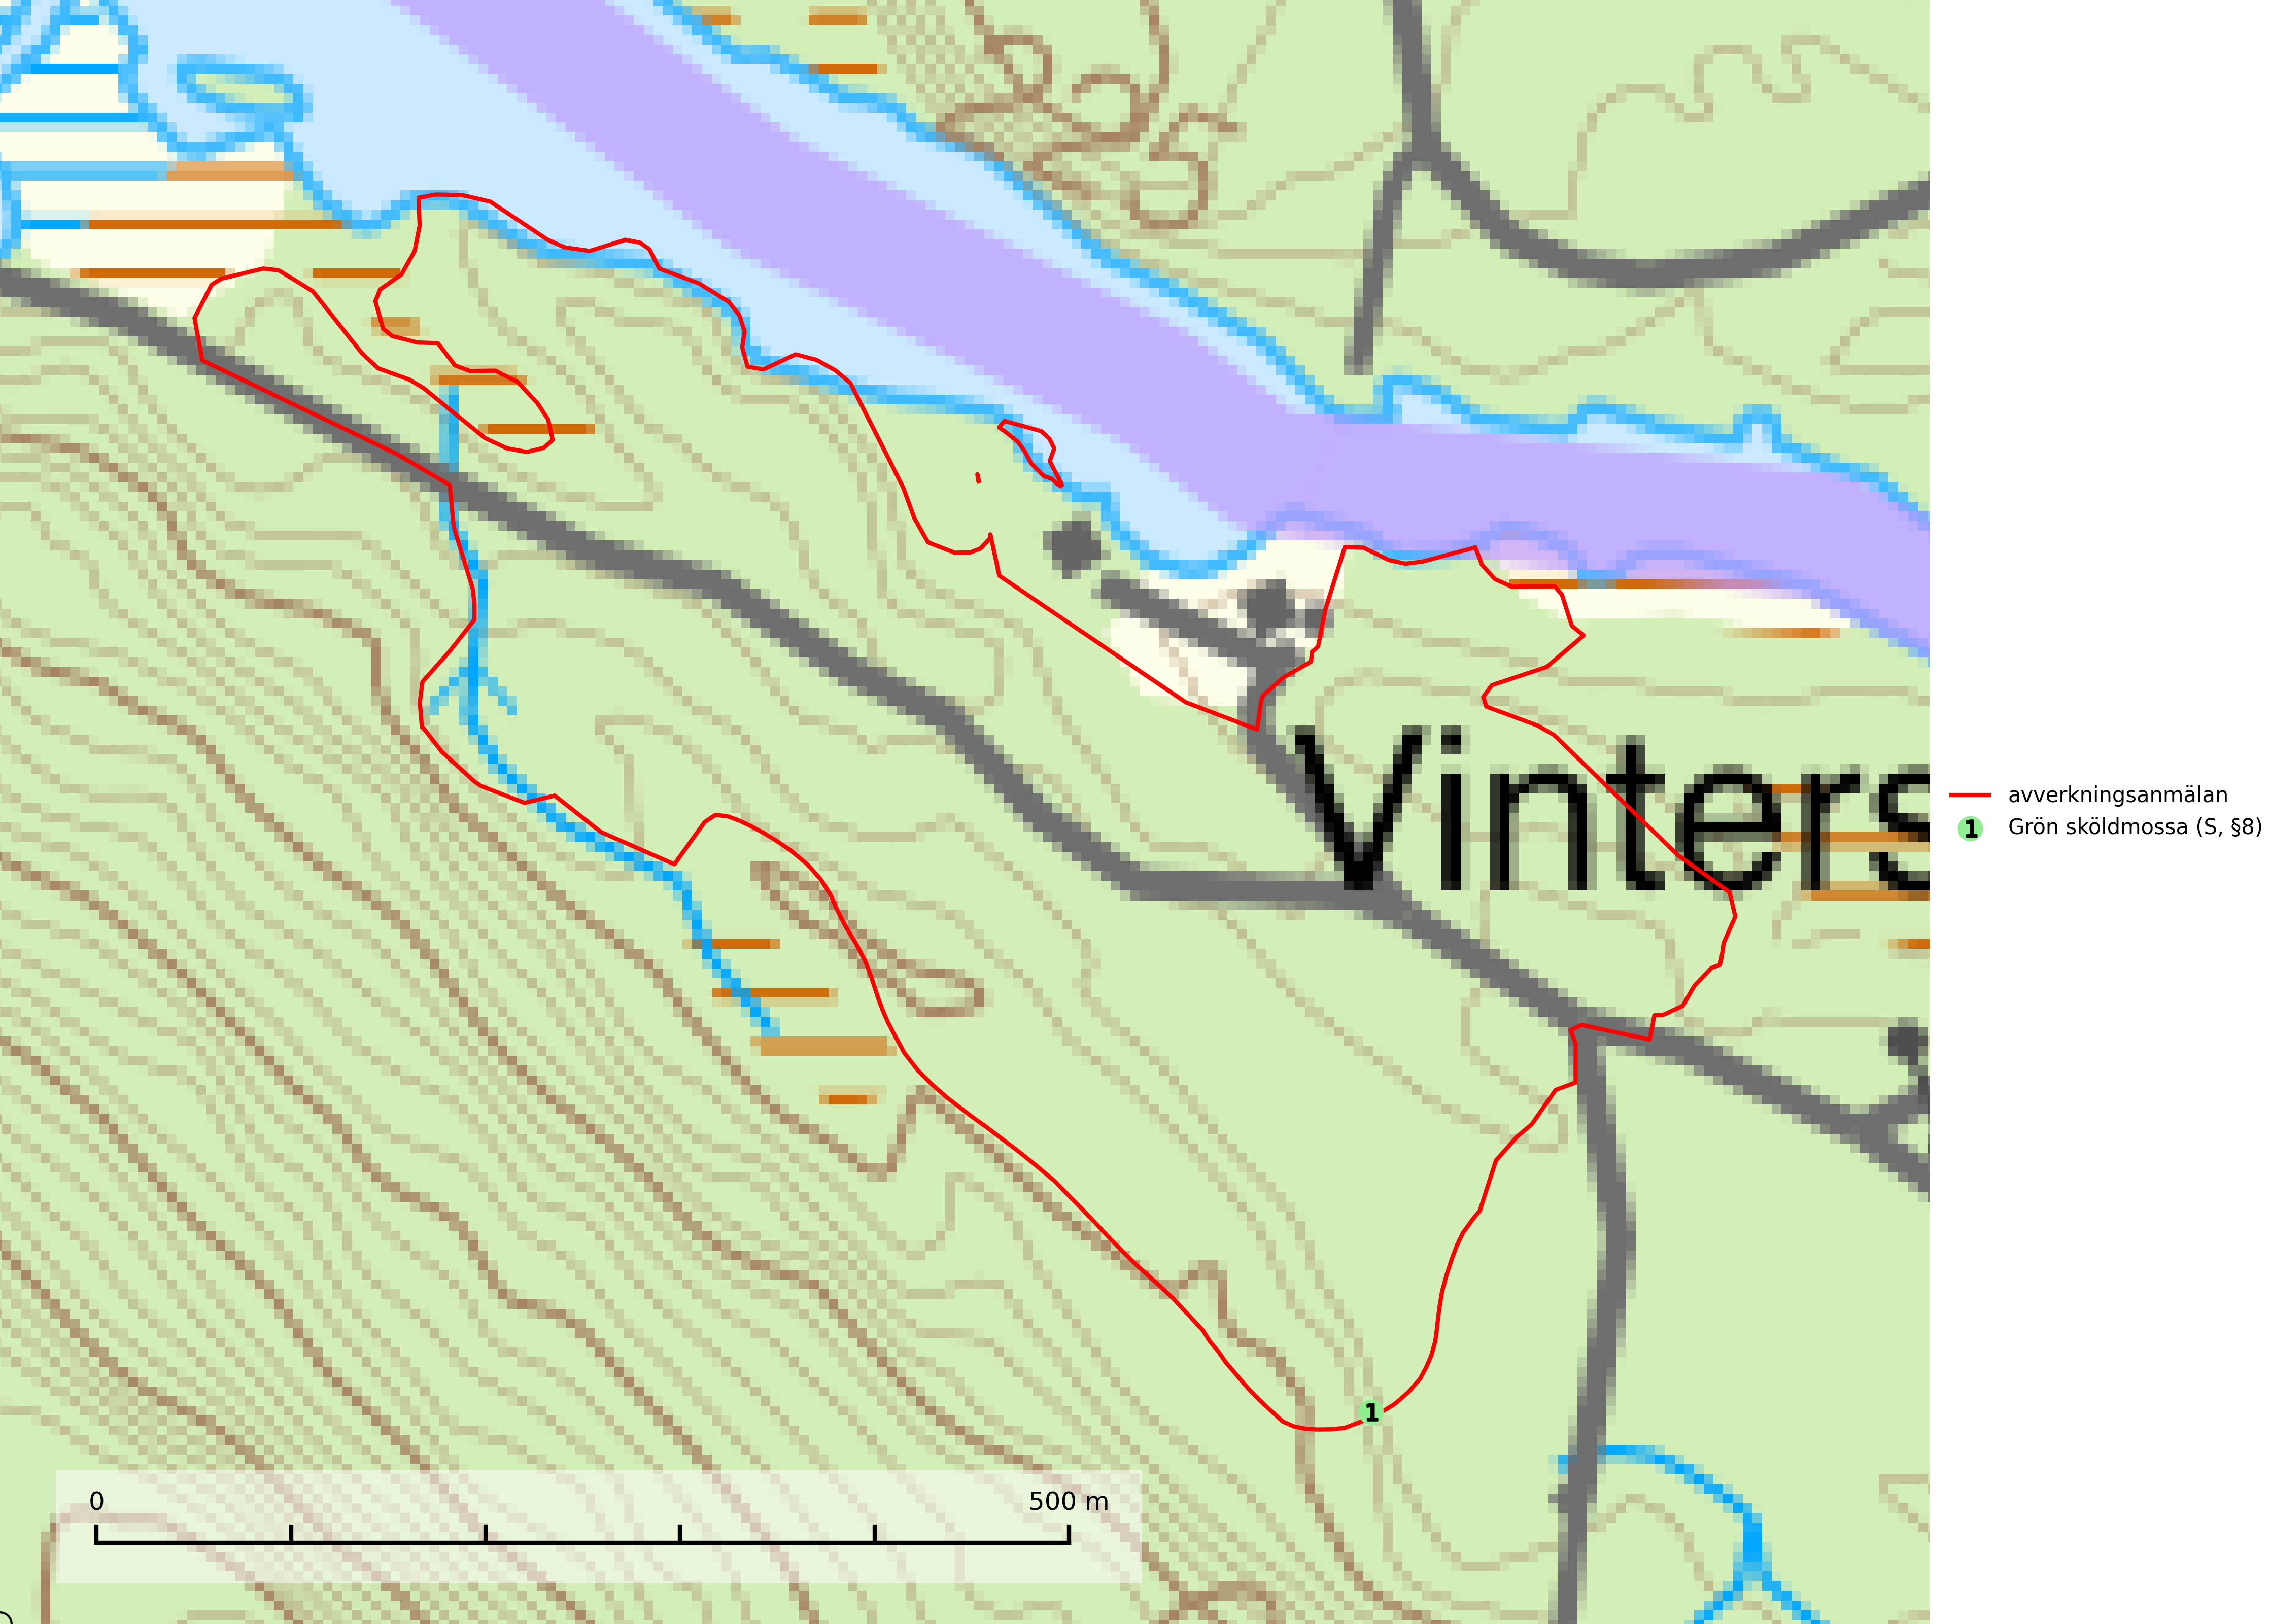 Vinters
avverkningsanmälan
1 Grön sköldmossa (S, §8)
1
0 500 m